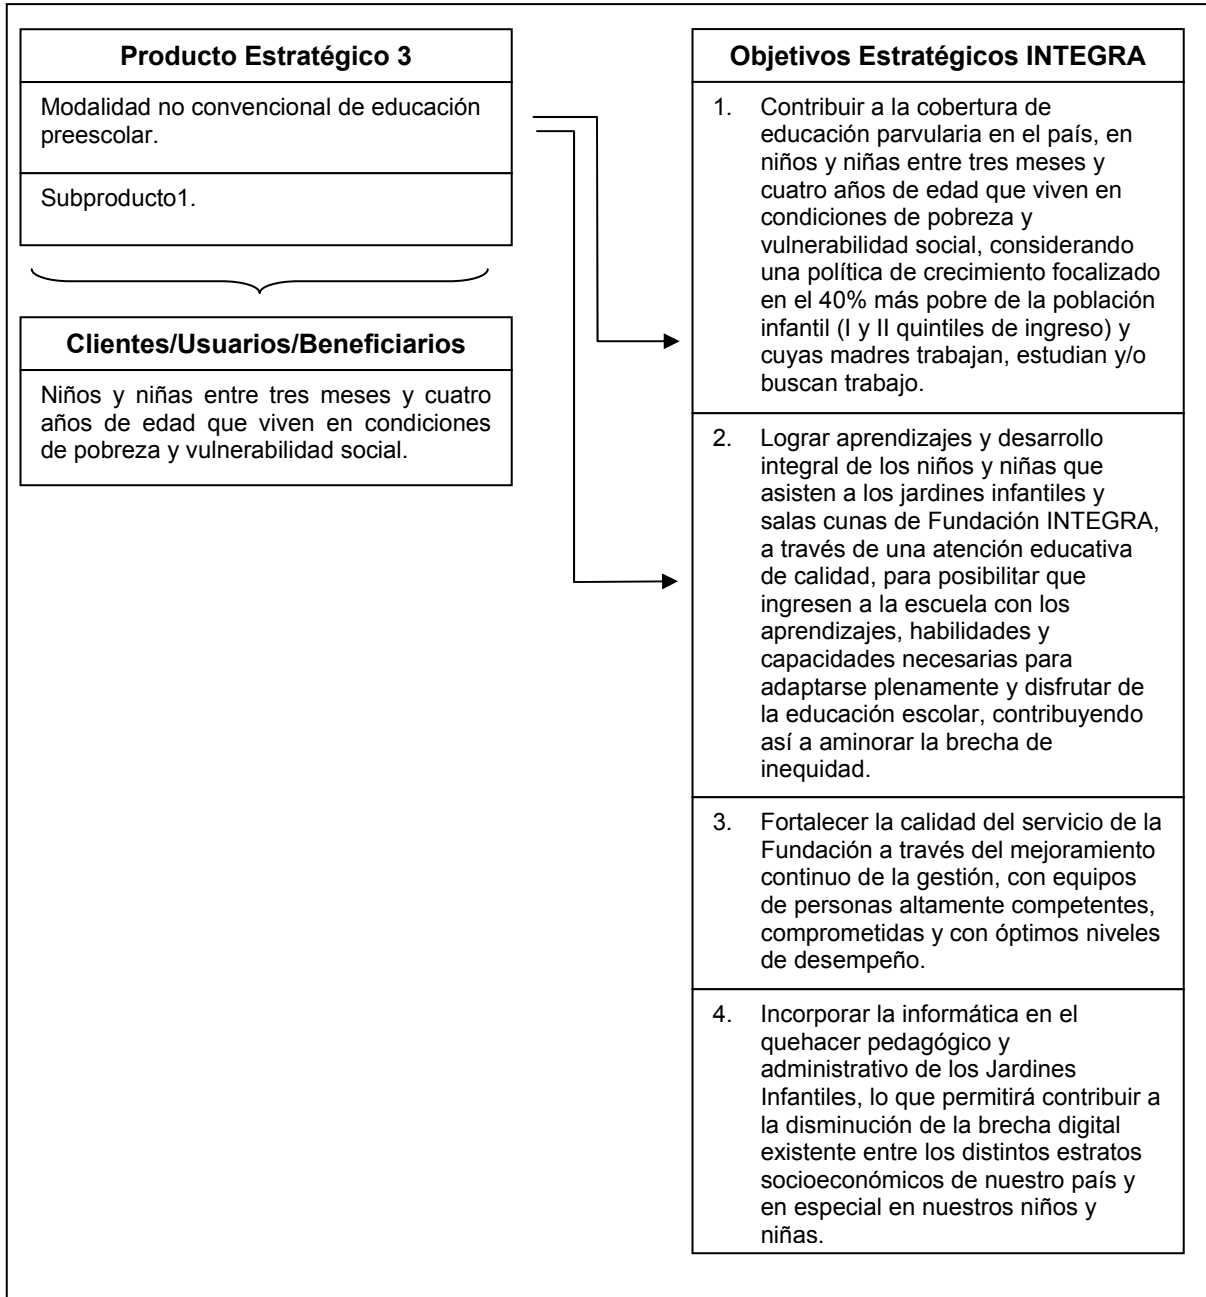 Producto Estratégico 3
Modalidad no convencional de educación
preescolar.
Subproducto1.
Clientes/Usuarios/Beneficiarios
Niños y niñas entre tres meses y cuatro
años de edad que viven en condiciones
de pobreza y vulnerabilidad social.
Objetivos Estratégicos INTEGRA
1. Contribuir a la cobertura de
educación parvularia en el país, en
niños y niñas entre tres meses y
cuatro años de edad que viven en
condiciones de pobreza y
vulnerabilidad social, considerando
una política de crecimiento focalizado
en el 40% más pobre de la población
infantil (I y II quintiles de ingreso) y
cuyas madres trabajan, estudian y/o
buscan trabajo.
2. Lograr aprendizajes y desarrollo
integral de los niños y niñas que
asisten a los jardines infantiles y
salas cunas de Fundación INTEGRA,
a través de una atención educativa
de calidad, para posibilitar que
ingresen a la escuela con los
aprendizajes, habilidades y
capacidades necesarias para
adaptarse plenamente y disfrutar de
la educación escolar, contribuyendo
así a aminorar la brecha de
inequidad.
3. Fortalecer la calidad del servicio de la
Fundación a través del mejoramiento
continuo de la gestión, con equipos
de personas altamente competentes,
comprometidas y con óptimos niveles
de desempeño.
4. Incorporar la informática en el
quehacer pedagógico y
administrativo de los Jardines
Infantiles, lo que permitirá contribuir a
la disminución de la brecha digital
existente entre los distintos estratos
socioeconómicos de nuestro país y
en especial en nuestros niños y
niñas.